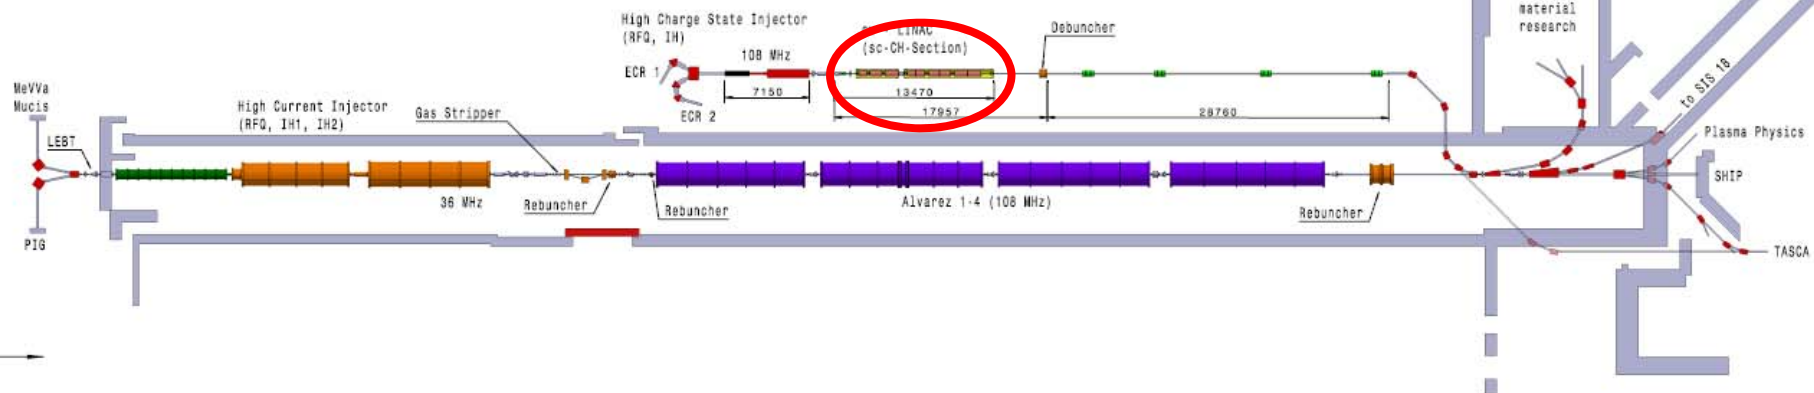 material
research
High Charge State Injector
(RFQ, IH)
LINAC
(sc-CH-Section)
Debuncher
108 MHz
ECR 1
ECR 2
7150
13470
17957
28760
to SIS 18
MeVVa
Mucis
High Current Injector
(RFQ, IH1, IH2)
Gas Stripper
LEBT
Plasma Physics
SHIP
36 MHz
Rebuncher
Rebuncher
Alvarez 1-4 (108 MHz)
Rebuncher
PIG
TASCA